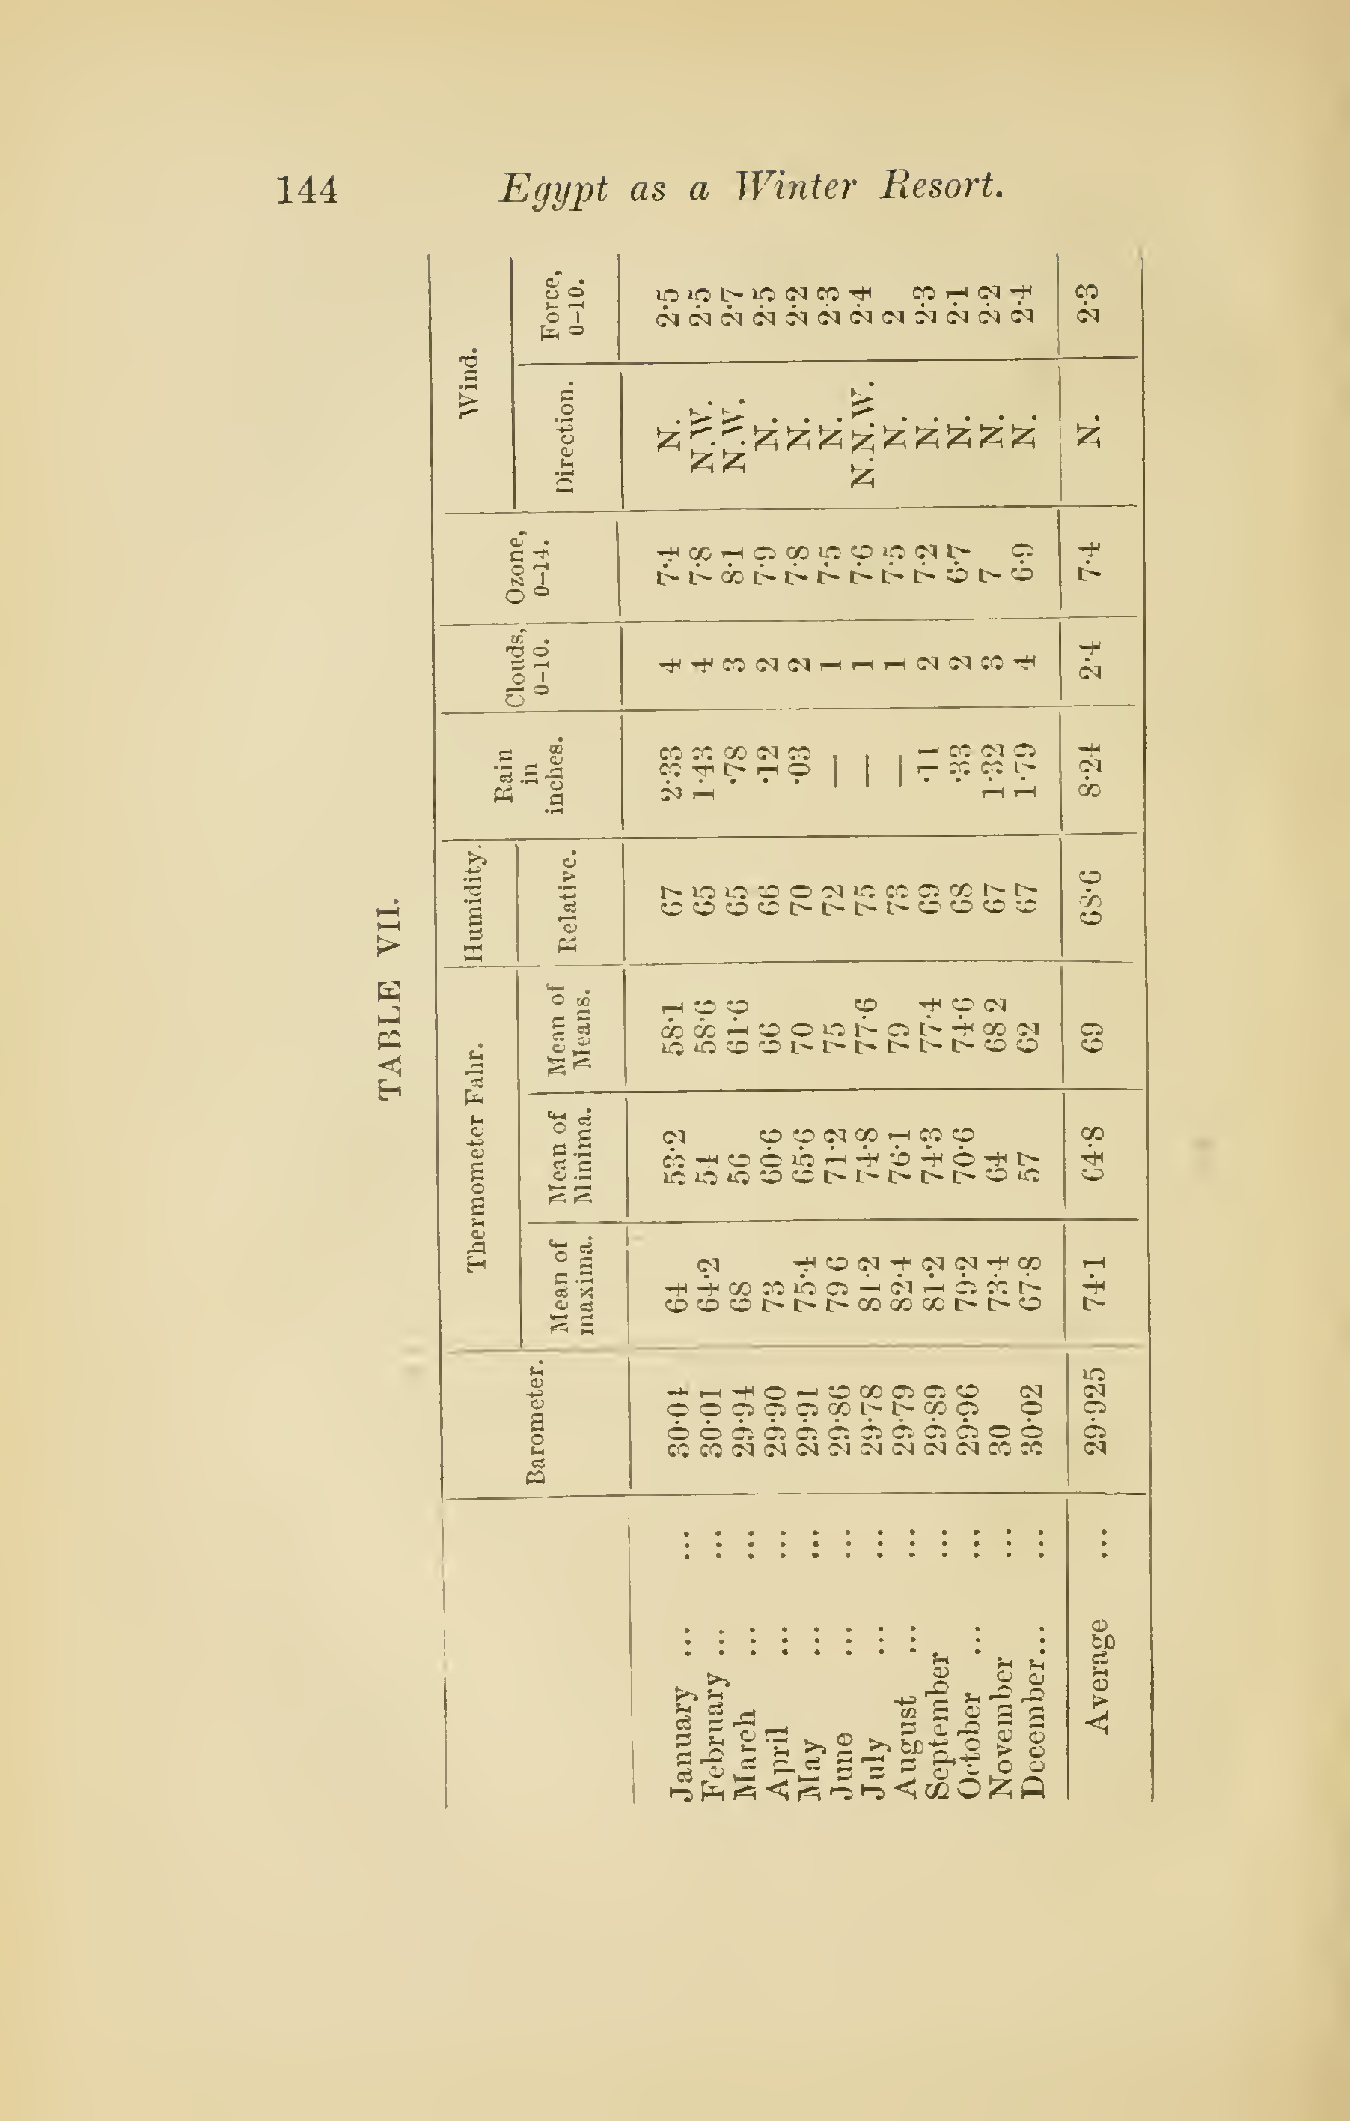 144 Egypt as a Winter Resort.
TABLE VII.
Barometer. Thermometer Fahr. Humidity. Rain in inches. Clouds, 0–10. Ozone, 0–14. Wind.
Mean of maxima. Mean of Minima. Mean of Means. Relative. Direction. Force, 0–10.
January ... ... 30·04 64 53·2 58·1 67 2·33 4 7·4 N. 2·5
February ... ... 30·01 64·2 54 58·6 65 1·43 4 7·8 N.W. 2·5
March ... ... 29·94 68 56 61·6 65 ·78 3 8·1 N.W. 2·7
April ... ... 29·90 73 60·6 66 66 ·12 2 7·9 N. 2·5
May ... ... 29·91 75·4 65·6 70 70 ·03 2 7·8 N. 2·2
June ... ... 29·86 79 6 71·2 75 72 — 1 7·5 N. 2·3
July ... ... 29·78 81·2 74·8 77·6 75 — 1 7·6 N.N.W. 2·4
August ... ... 29·79 82·4 76·1 79 73 — 1 7·5 N. 2
September ... 29·89 81·2 74·3 77·4 69 ·11 2 7·2 N. 2·3
October ... ... 29·96 79·2 70·6 74·6 68 ·33 2 6·7 N. 2·1
November ... 30 73·4 64 68 2 67 1·32 3 7 N. 2·2
December... ... 30·02 67·8 57 62 67 1·79 4 6·9 N. 2·4
Average ... 29·925 74·1 64·8 69 68·6 8·24 2·4 7·4 N. 2·3